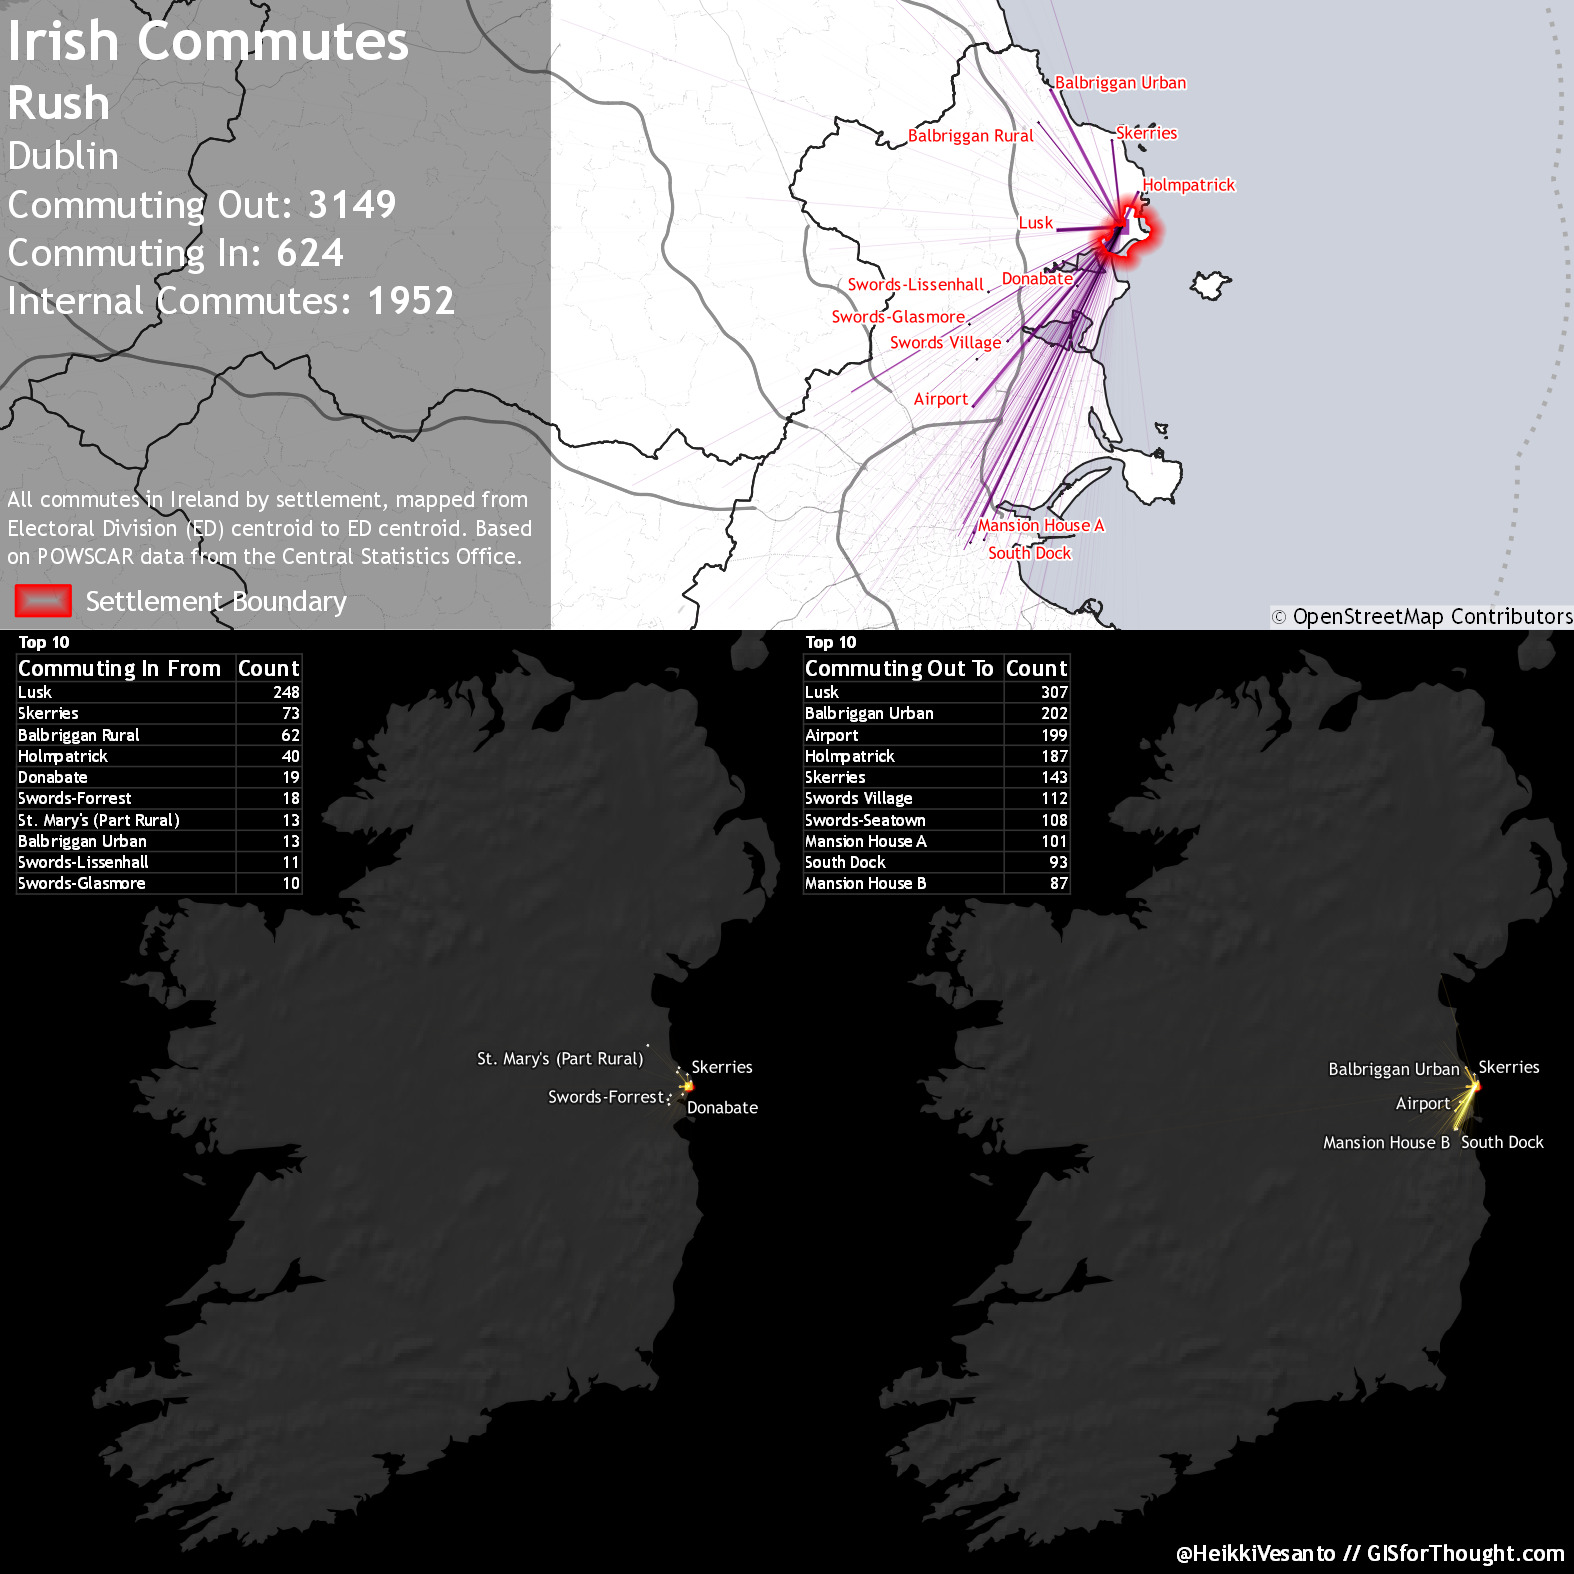 Irish Commutes
Rush
Dublin
Commuting Out: 3149
Commuting In: 624
Internal Commutes: 1952
All commutes in Ireland by settlement, mapped from
Electoral Division (ED) centroid to ED centroid. Based
on POWSCAR data from the Central Statistics Office.
Settlement Boundary
Balbriggan Urban
Balbriggan Rural
Skerries
Holmpatrick
Lusk
Donabate
Swords-Lissenhall
Swords-Glasmore
Swords Village
Airport
Mansion House A
South Dock
© OpenStreetMap Contributors
Top 10
Commuting In From Count
Lusk 248
Skerries 73
Balbriggan Rural 62
Holmpatrick 40
Donabate 19
Swords-Forrest 18
St. Mary's (Part Rural) 13
Balbriggan Urban 13
Swords-Lissenhall 11
Swords-Glasmore 10
St. Mary's (Part Rural)
Skerries
Swords-Forrest
Donabate
Top 10
Commuting Out To Count
Lusk 307
Balbriggan Urban 202
Airport 199
Holmpatrick 187
Skerries 143
Swords Village 112
Swords-Seatown 108
Mansion House A 101
South Dock 93
Mansion House B 87
Balbriggan Urban
Skerries
Airport
Mansion House B
South Dock
@HeikkiVesanto // GISforThought.com